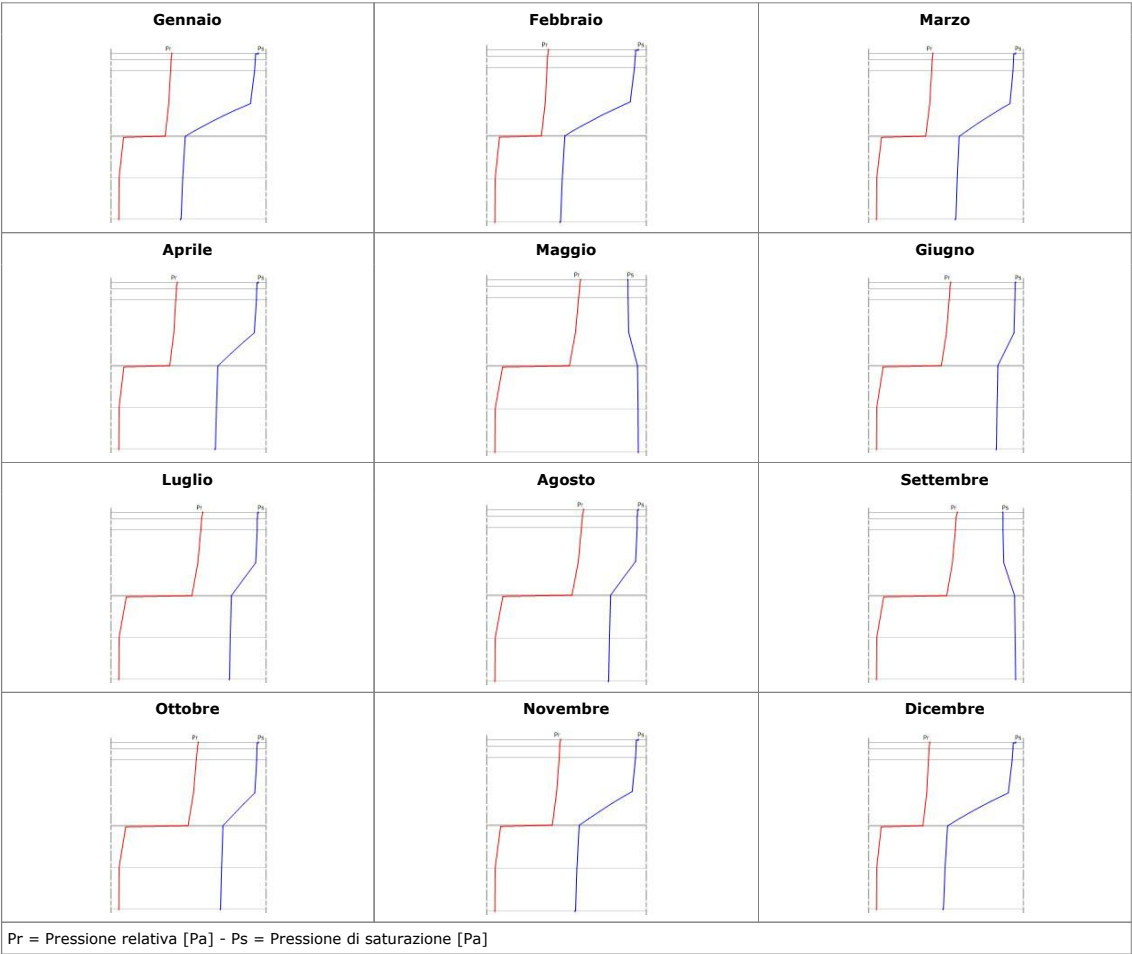 Gennaio
Febbraio
Marzo
Pr Ps
Pr Ps
Pr Ps
Aprile
Maggio
Giugno
Pr Ps
Pr Ps
Pr Ps
Luglio
Agosto
Settembre
Pr Ps
Pr Ps
Pr Ps
Ottobre
Novembre
Dicembre
Pr Ps
Pr Ps
Pr Ps
Pr = Pressione relativa [Pa] - Ps = Pressione di saturazione [Pa]